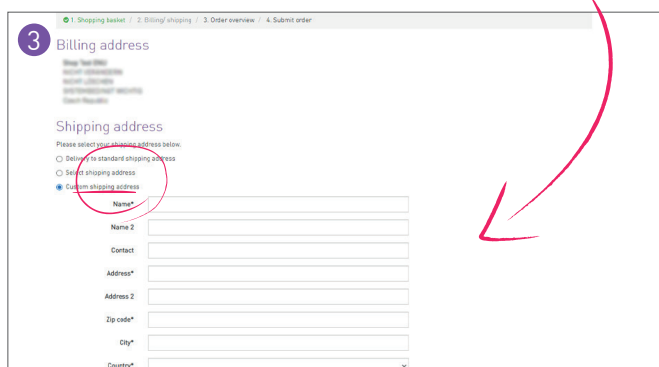 1. Shopping basket / 2. Billing/ shipping / 3. Order overview / 4. Submit order
3
Billing address
Shipping address
Please select your shipping address below.
Delivery to standard shipping address
Select shipping address
Custom shipping address
Name*
Name 2
Contact
Address*
Address 2
Zip code*
City*
Country*